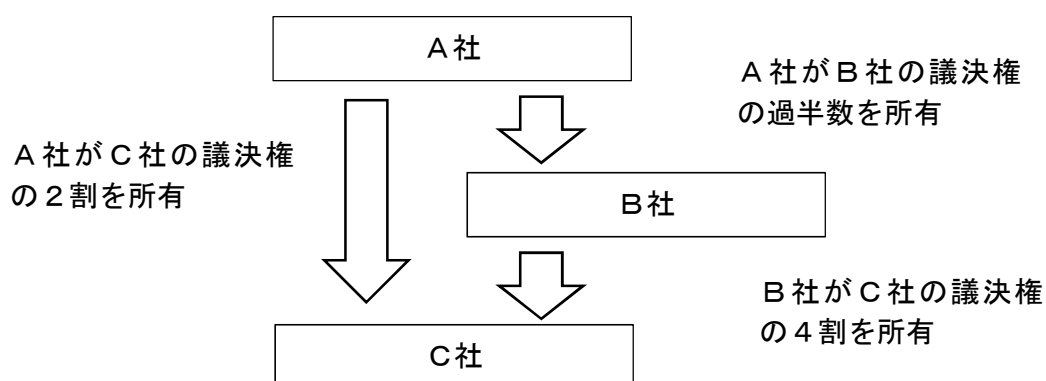 A社
A社がB社の議決権
の過半数を所有
A社がC社の議決権
の2割を所有
B社
B社がC社の議決権
の4割を所有
C社